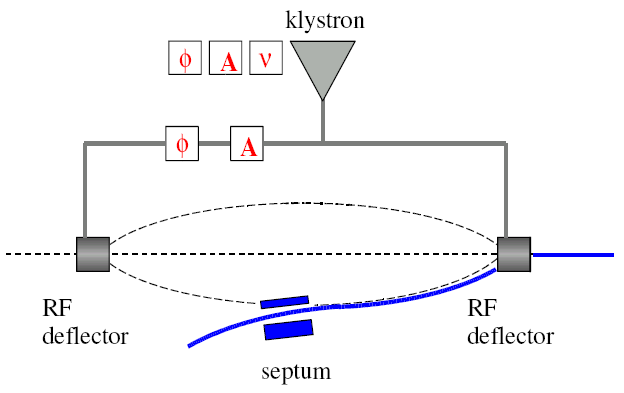 klystron
ϕ A ν
ϕ A
RF
deflector
RF
deflector
septum